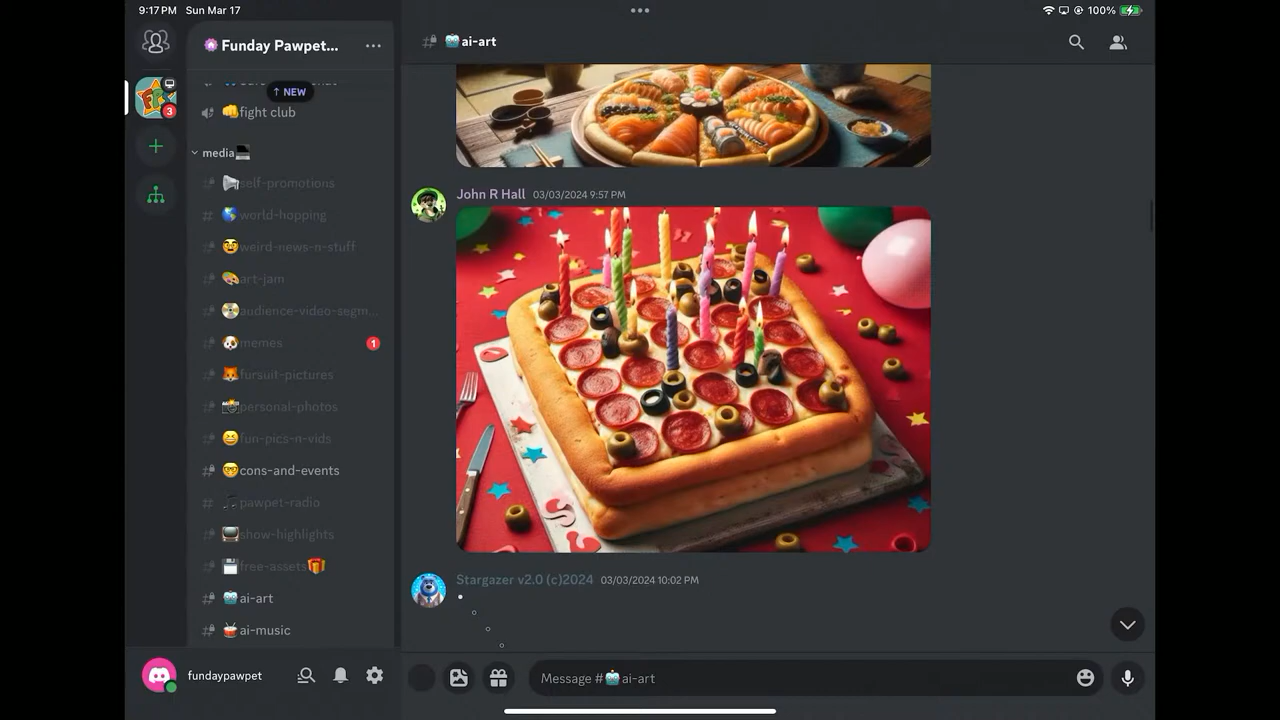 9:17 PM Sun Mar 17
100%
Funday Pawpet...
↑ NEW
3
fight club
media
self-promotions
world-hopping
weird-news-n-stuff
art-jam
audience-video-segm...
memes
1
fursuit-pictures
personal-photos
fun-pics-n-vids
cons-and-events
pawpet-radio
show-highlights
free-assets
ai-art
ai-music
fundaypawpet
ai-art
John R Hall 03/03/2024 9:57 PM
Stargazer v2.0 (c)2024 03/03/2024 10:02 PM
Message #ai-art